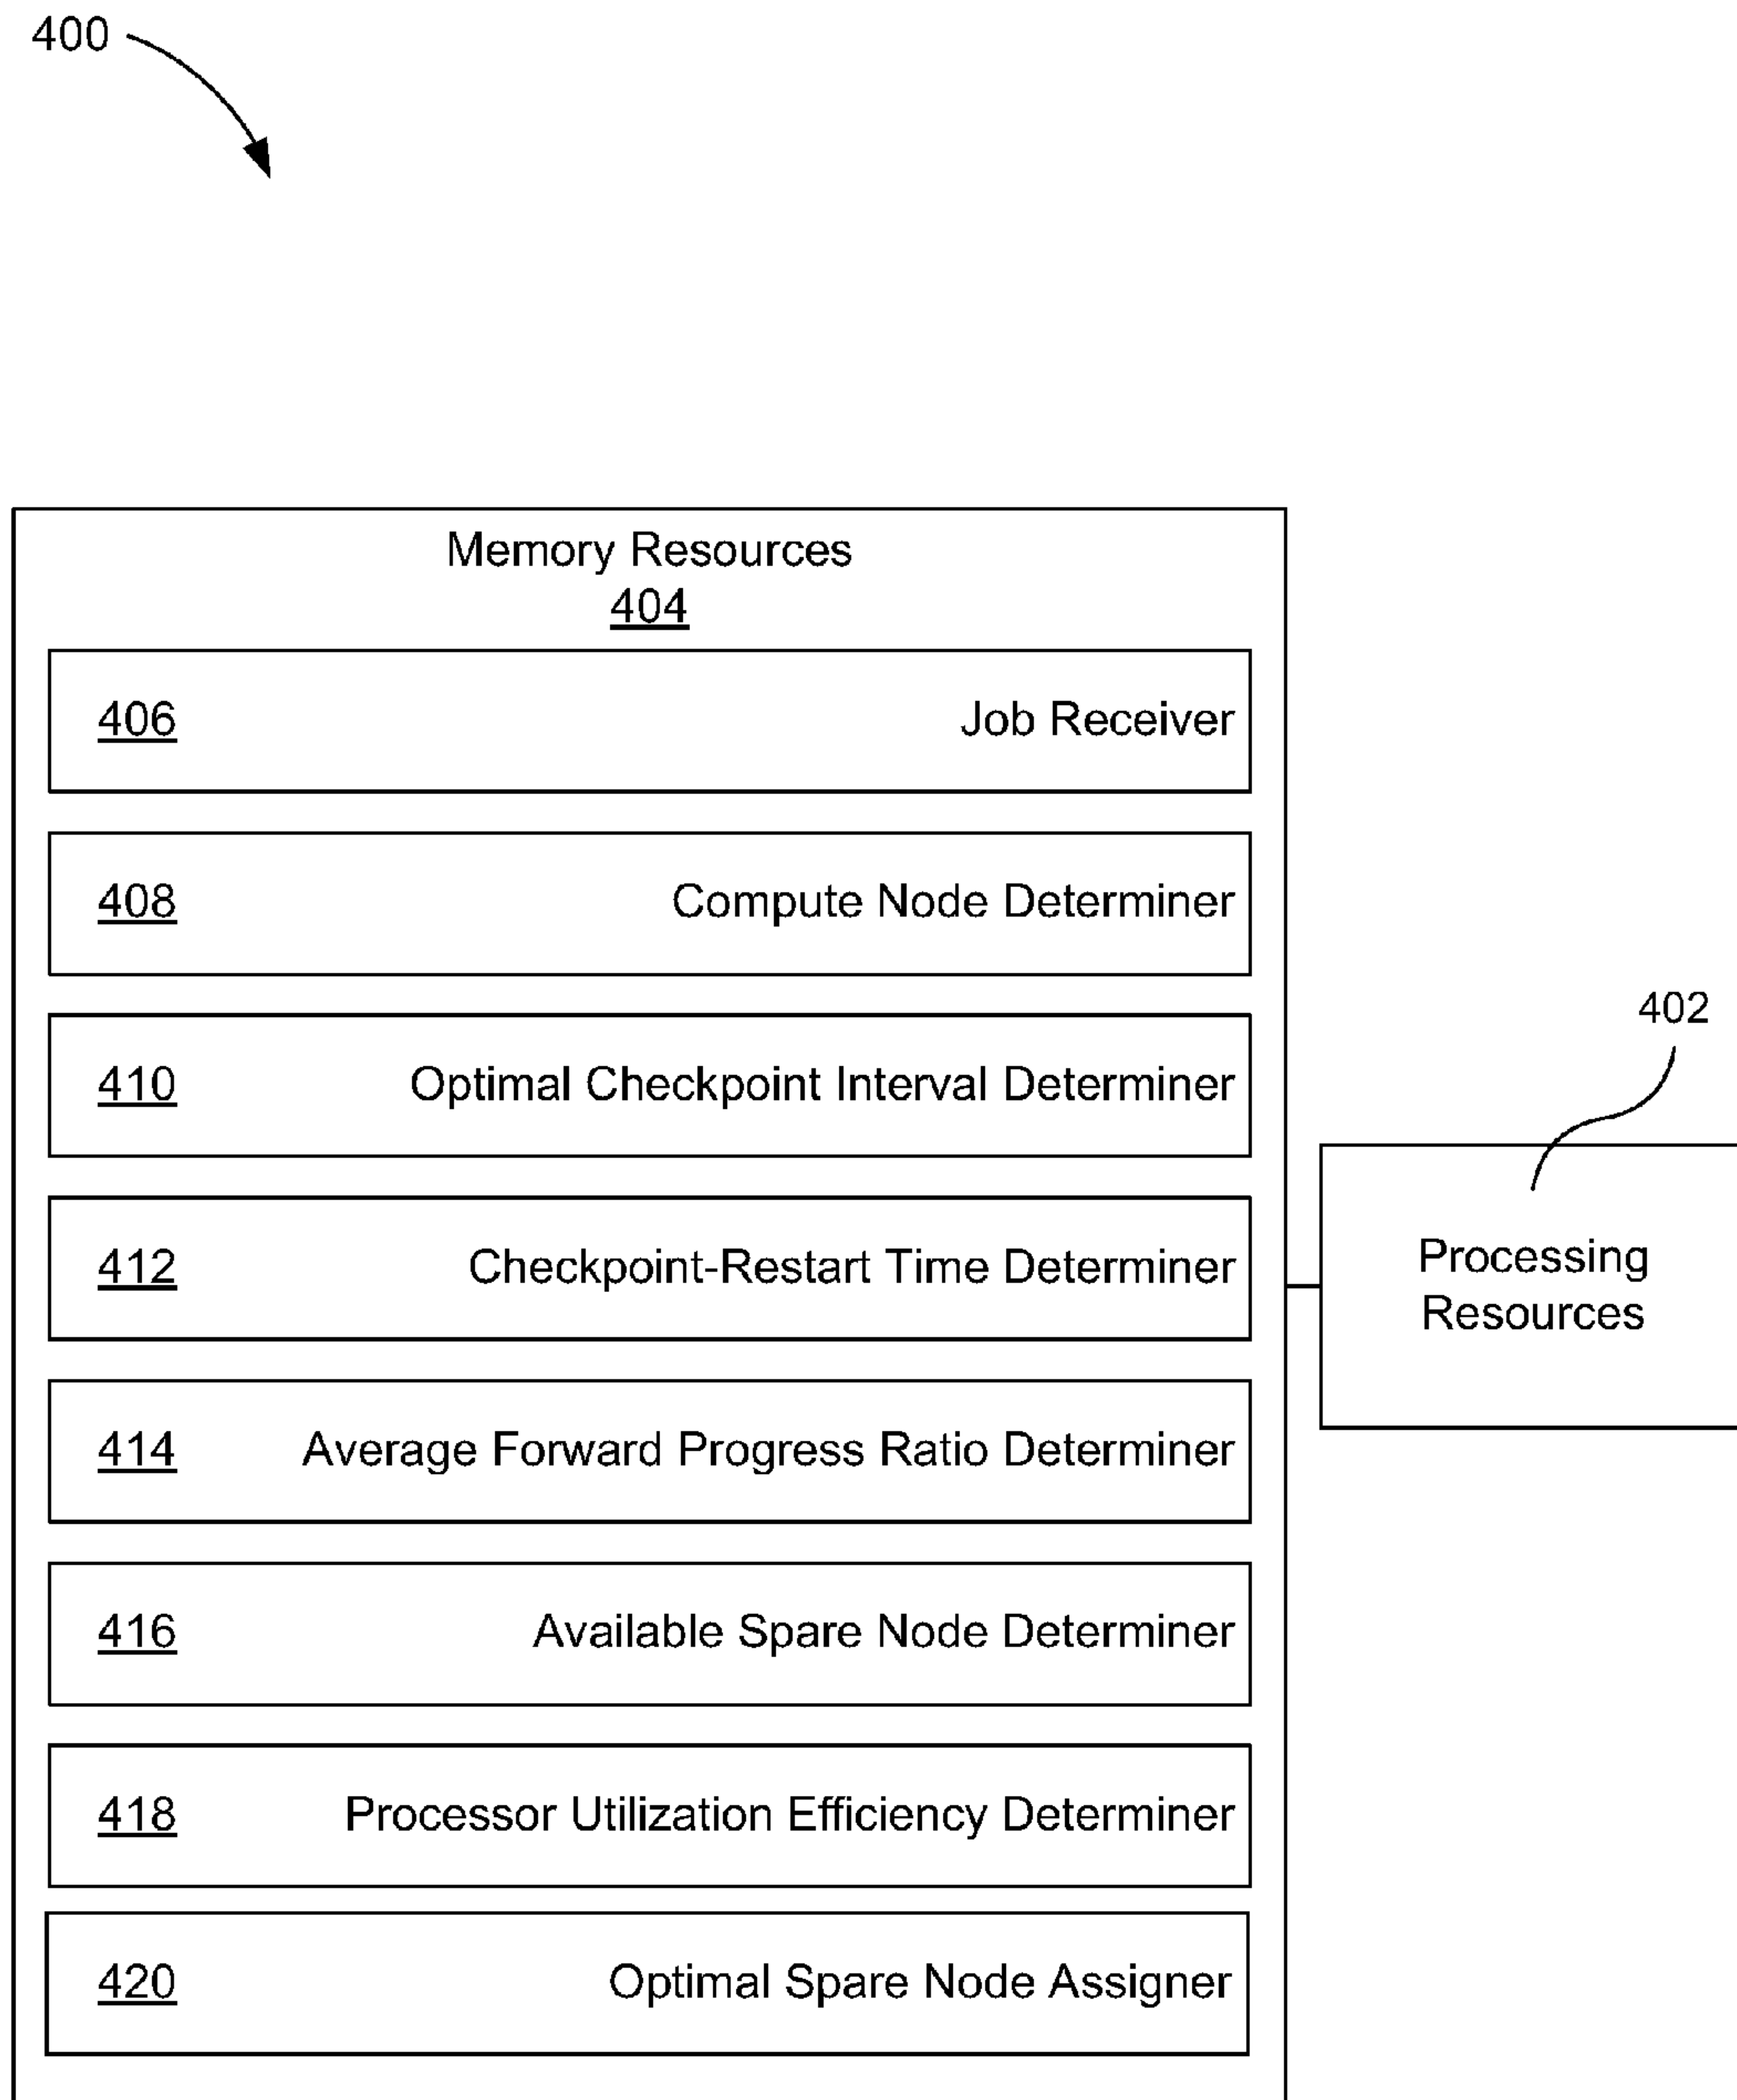 400
Memory Resources
404
406 Job Receiver
408 Compute Node Determiner
410 Optimal Checkpoint Interval Determiner
402
412 Checkpoint-Restart Time Determiner
Processing
Resources
414 Average Forward Progress Ratio Determiner
416 Available Spare Node Determiner
418 Processor Utilization Efficiency Determiner
420 Optimal Spare Node Assigner